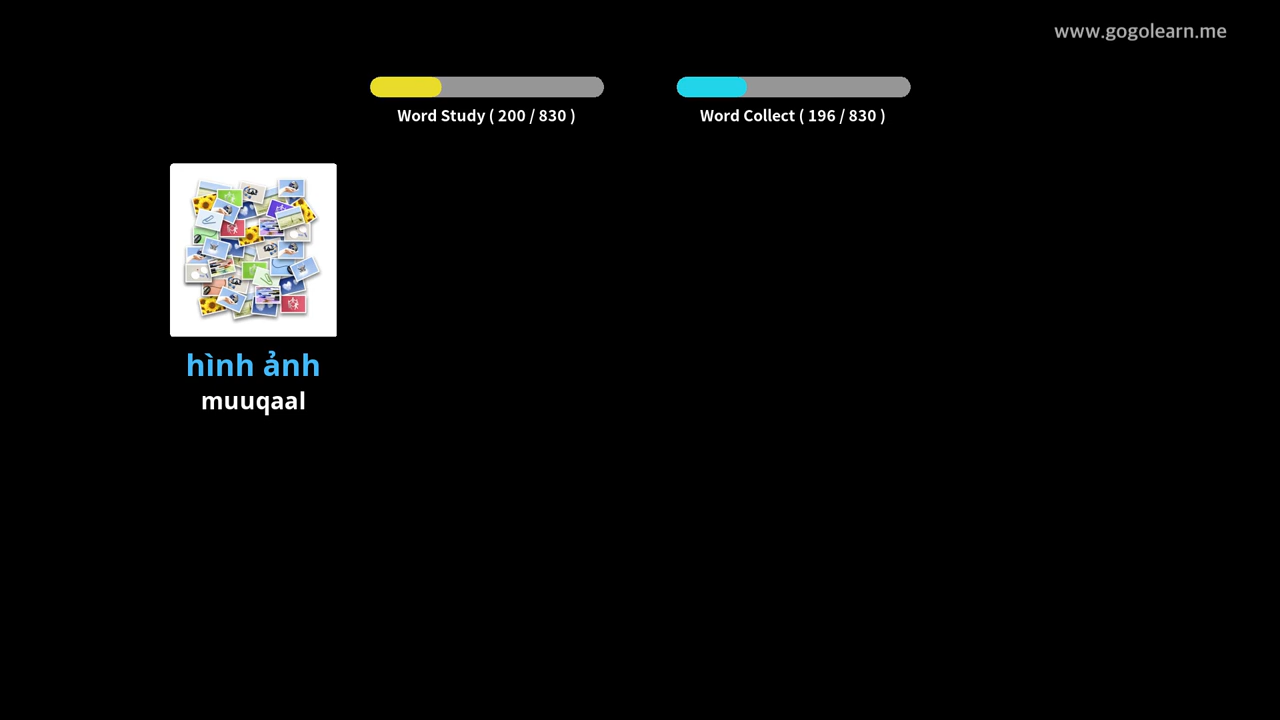 www.gogolearn.me
Word Study ( 200 / 830 )
Word Collect ( 196 / 830 )
hình ảnh
muuqaal